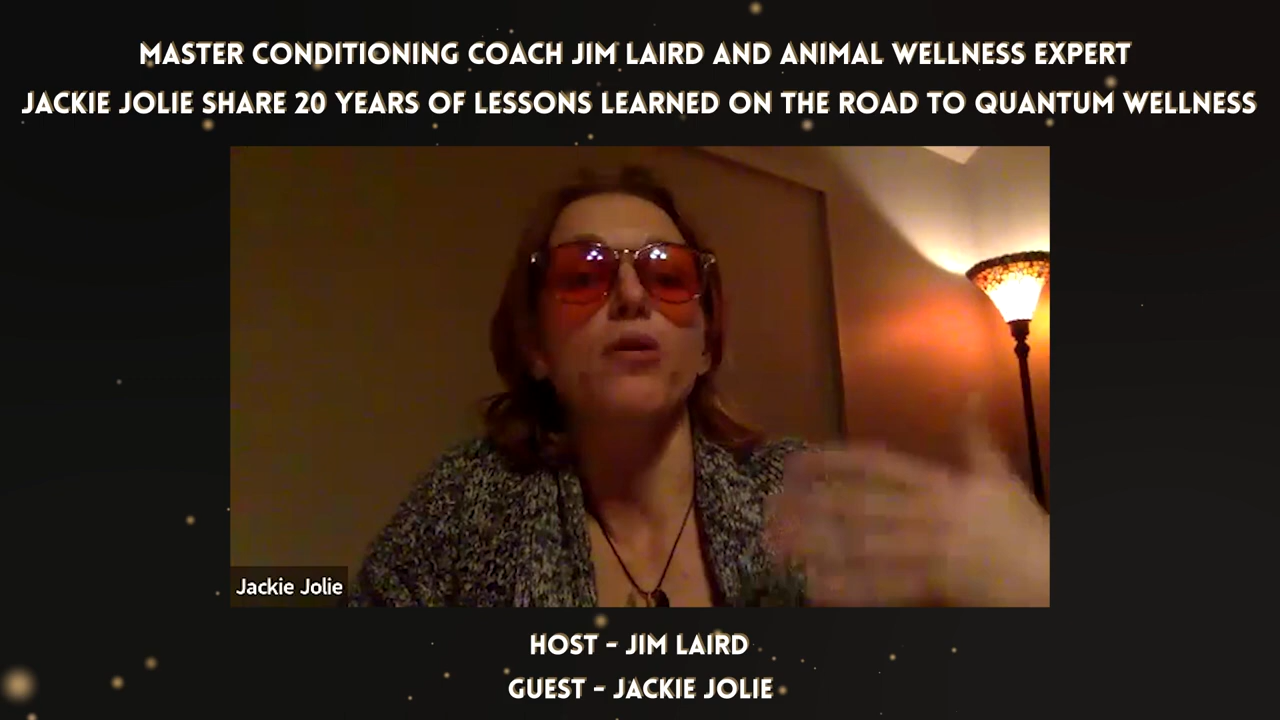 MASTER CONDITIONING COACH JIM LAIRD AND ANIMAL WELLNESS EXPERT
JACKIE JOLIE SHARE 20 YEARS OF LESSONS LEARNED ON THE ROAD TO QUANTUM WELLNESS
Jackie Jolie
HOST - JIM LAIRD
GUEST - JACKIE JOLIE